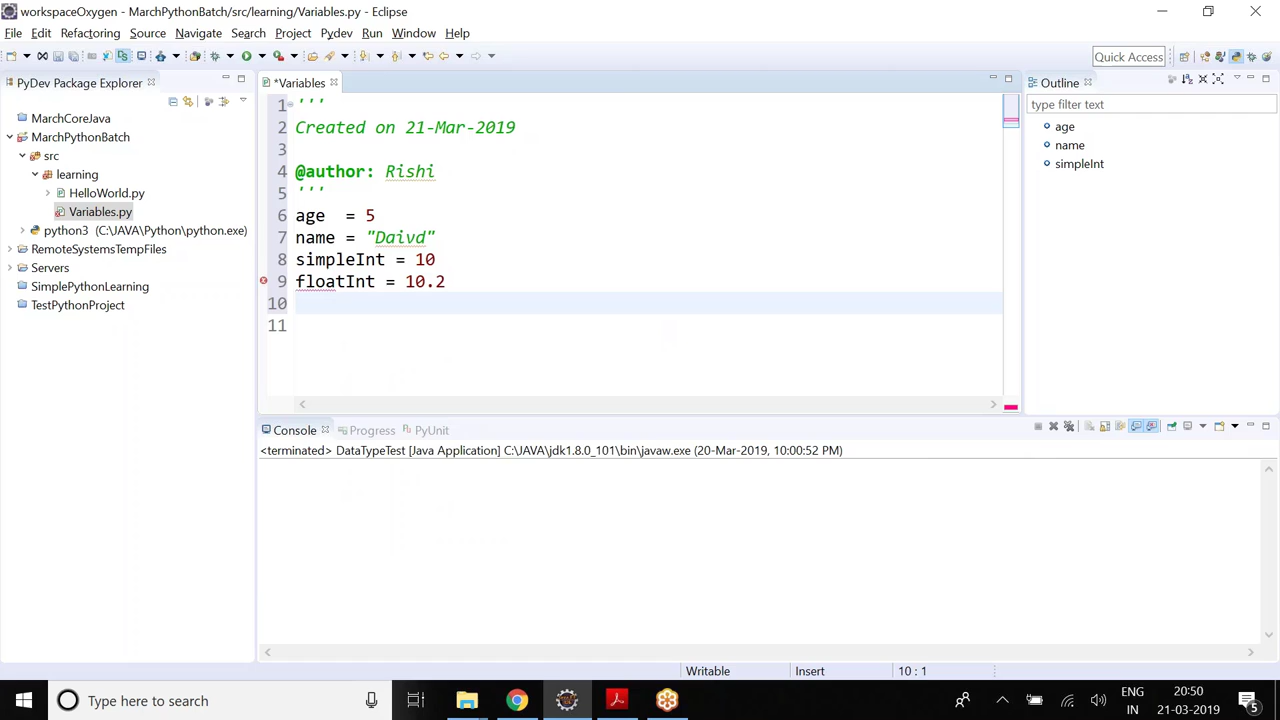 workspaceOxygen - MarchPythonBatch/src/learning/Variables.py - Eclipse
File Edit Refactoring Source Navigate Search Project Pydev Run Window Help
Quick Access
PyDev Package Explorer
MarchCoreJava
MarchPythonBatch
src
learning
HelloWorld.py
Variables.py
python3 (C:\JAVA\Python\python.exe)
RemoteSystemsTempFiles
Servers
SimplePythonLearning
TestPythonProject
*Variables
1 '''
2 Created on 21-Mar-2019
3
4 @author: Rishi
5 '''
6 age  = 5
7 name = "Daivd"
8 simpleInt = 10
9 floatInt = 10.2
10
11
Outline
type filter text
age
name
simpleInt
Console Progress PyUnit
<terminated> DataTypeTest [Java Application] C:\JAVA\jdk1.8.0_101\bin\javaw.exe (20-Mar-2019, 10:00:52 PM)
Writable Insert 10 : 1
Type here to search
ENG
IN
20:50
21-03-2019
5